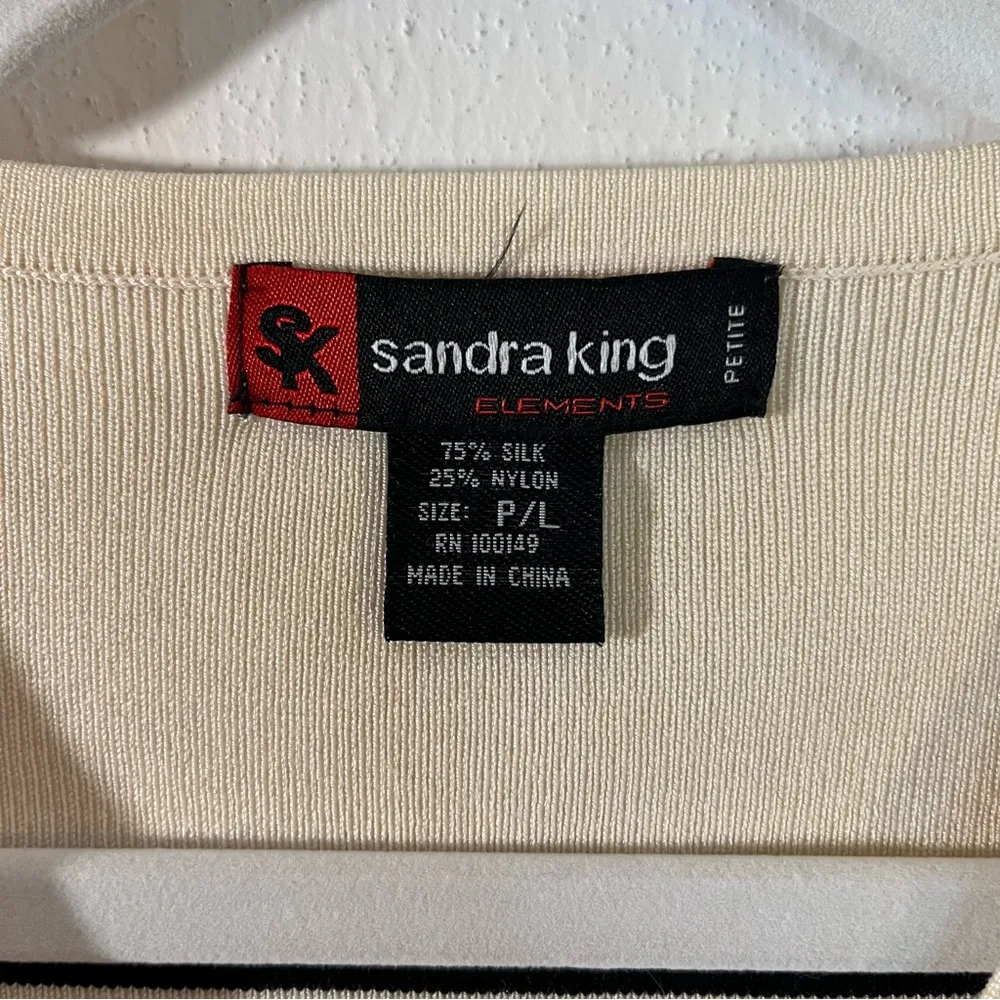 SK
sandra king
ELEMENTS
PETITE
75% SILK
25% NYLON
SIZE: P/L
RN 100149
MADE IN CHINA